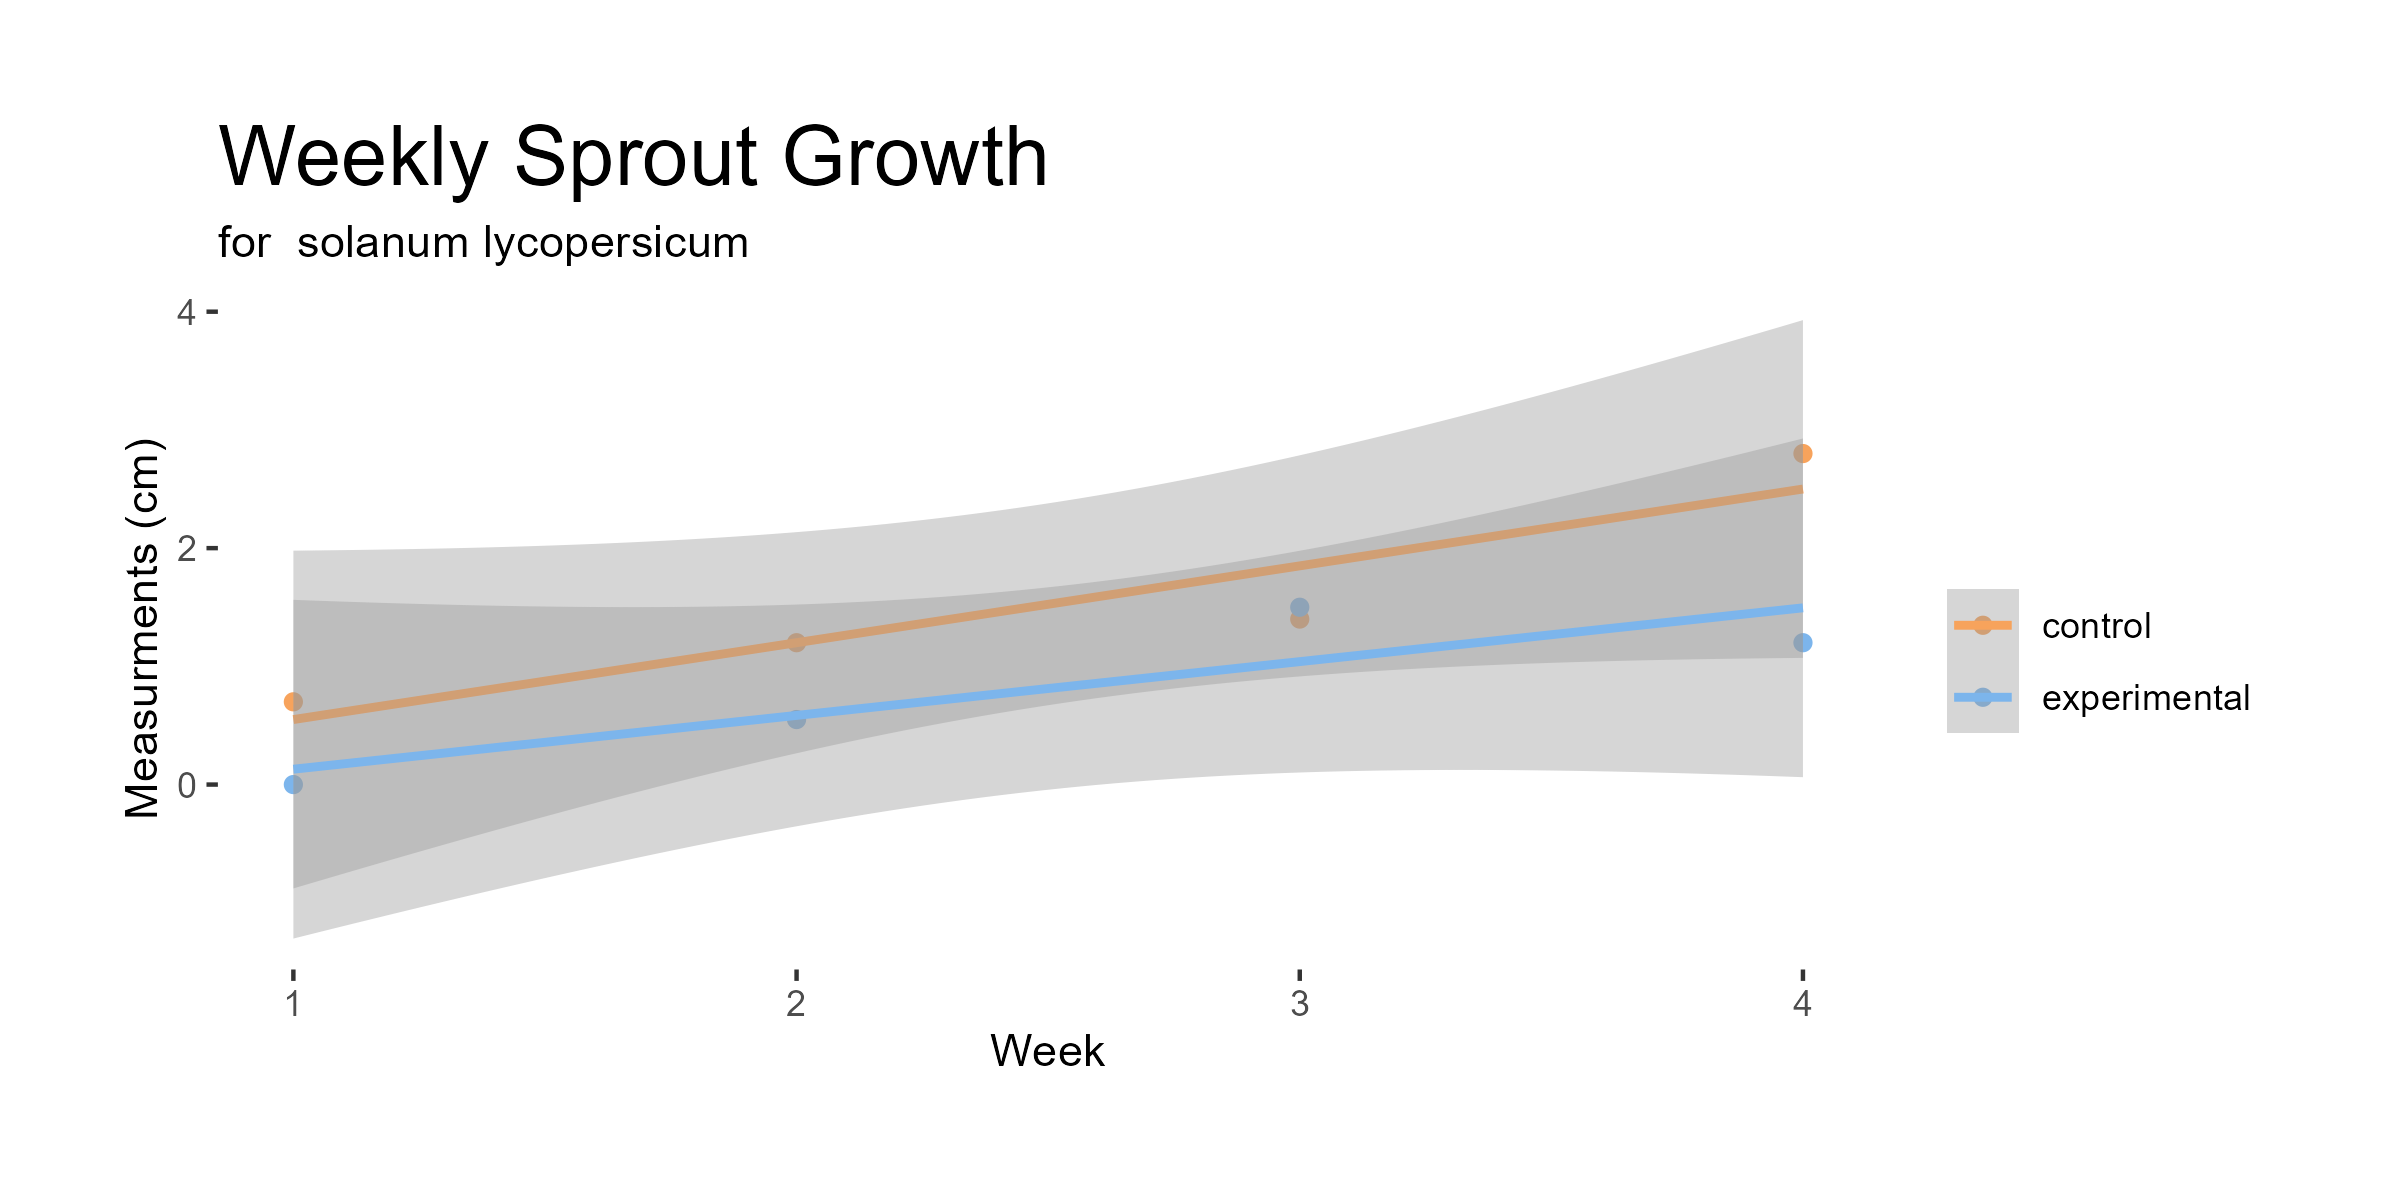 Weekly Sprout Growth
for  solanum lycopersicum
4
2
0
Measurments (cm)
1 2 3 4
Week
control
experimental